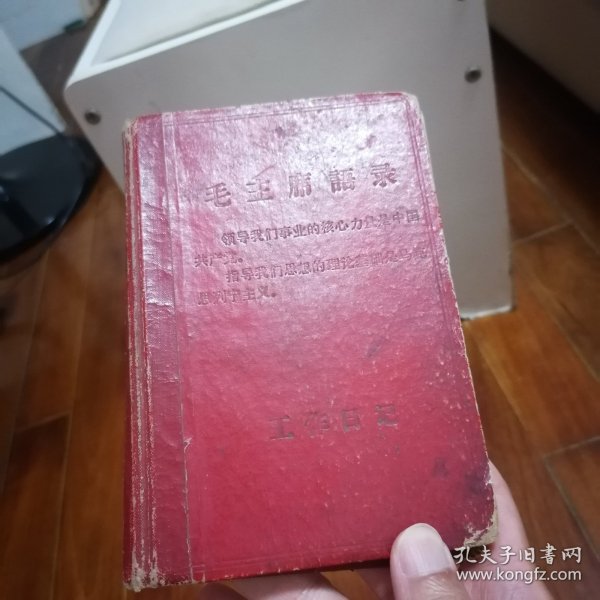 毛主席語录
领导我们事业的核心力量是中国
共产党。
指导我们思想的理论基础是马克
思列宁主义。
工作日记
孔夫子旧書网
www.kongfz.com